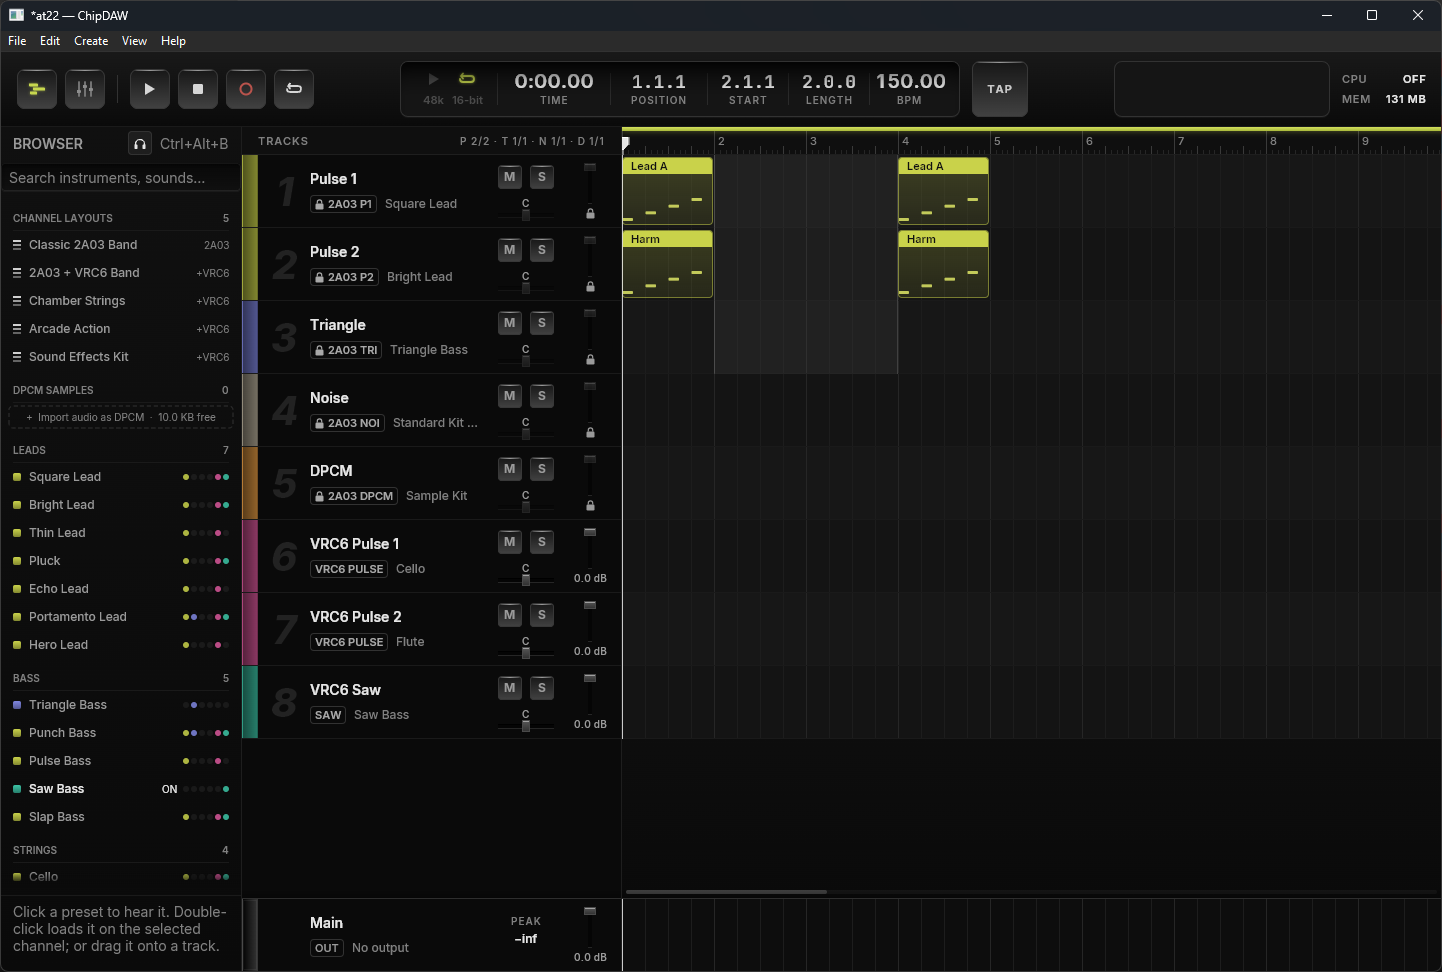 *at22 — ChipDAW
File Edit Create View Help
48k 16-bit
0:00.00 TIME
1.1.1 POSITION
2.1.1 START
2.0.0 LENGTH
150.00 BPM
TAP
CPU OFF
MEM 131 MB
BROWSER Ctrl+Alt+B
Search instruments, sounds...
CHANNEL LAYOUTS 5
Classic 2A03 Band 2A03
2A03 + VRC6 Band +VRC6
Chamber Strings +VRC6
Arcade Action +VRC6
Sound Effects Kit +VRC6
DPCM SAMPLES 0
+ Import audio as DPCM · 10.0 KB free
LEADS 7
Square Lead
Bright Lead
Thin Lead
Pluck
Echo Lead
Portamento Lead
Hero Lead
BASS 5
Triangle Bass
Punch Bass
Pulse Bass
Saw Bass ON
Slap Bass
STRINGS 4
Cello
Click a preset to hear it. Double-
click loads it on the selected
channel; or drag it onto a track.
TRACKS P 2/2 · T 1/1 · N 1/1 · D 1/1
1 Pulse 1 M S
2A03 P1 Square Lead C
2 Pulse 2 M S
2A03 P2 Bright Lead C
3 Triangle M S
2A03 TRI Triangle Bass C
4 Noise M S
2A03 NOI Standard Kit ... C
5 DPCM M S
2A03 DPCM Sample Kit C
6 VRC6 Pulse 1 M S
VRC6 PULSE Cello C 0.0 dB
7 VRC6 Pulse 2 M S
VRC6 PULSE Flute C 0.0 dB
8 VRC6 Saw M S
SAW Saw Bass C 0.0 dB
Main PEAK
OUT No output -inf 0.0 dB
2 3 4 5 6 7 8 9
Lead A Lead A
Harm Harm